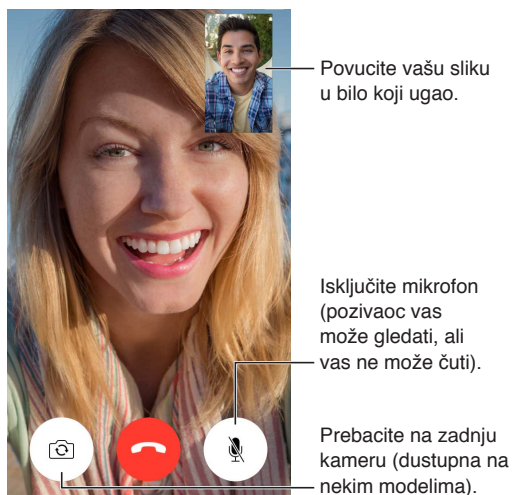 Povucite vašu sliku
u bilo koji ugao.
Isključite mikrofon
(pozivaoc vas
može gledati, ali
vas ne može čuti).
Prebacite na zadnju
kameru (dustupna na
nekim modelima).